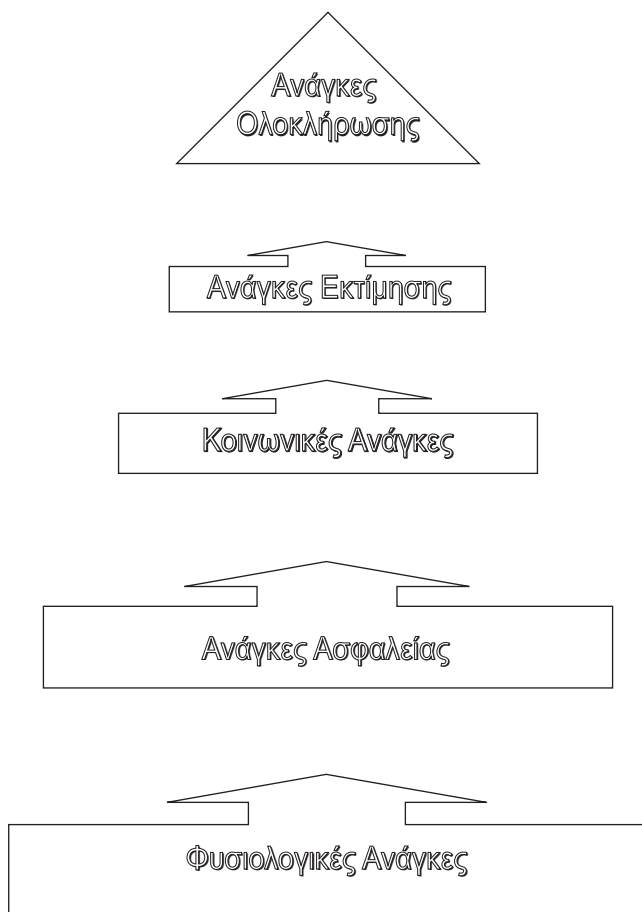 Ανάγκες
Ολοκλήρωσης
Ανάγκες Εκτίμησης
Κοινωνικές Ανάγκες
Ανάγκες Ασφαλείας
Φυσιολογικές Ανάγκες